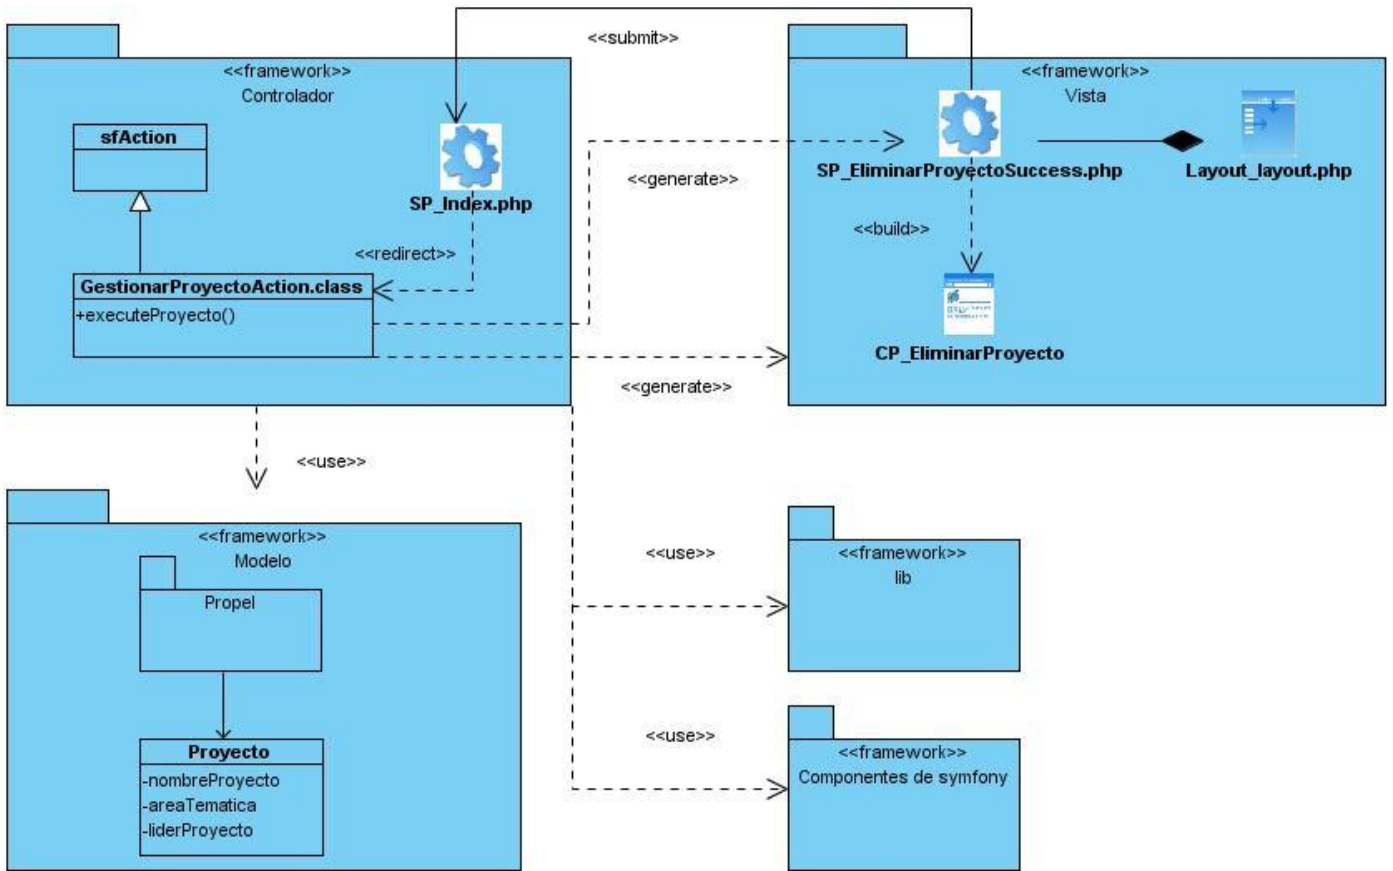 <<submit>>
<<framework>>
Controlador
sfAction
SP_Index.php
<<redirect>>
GestionarProyectoAction.class
+executeProyecto()
<<generate>>
<<generate>>
<<framework>>
Vista
SP_EliminarProyectoSuccess.php
Layout_layout.php
<<build>>
CP_EliminarProyecto
<<use>>
<<framework>>
Modelo
Propel
Proyecto
-nombreProyecto
-areaTematica
-liderProyecto
<<use>>
<<framework>>
lib
<<use>>
<<framework>>
Componentes de symfony